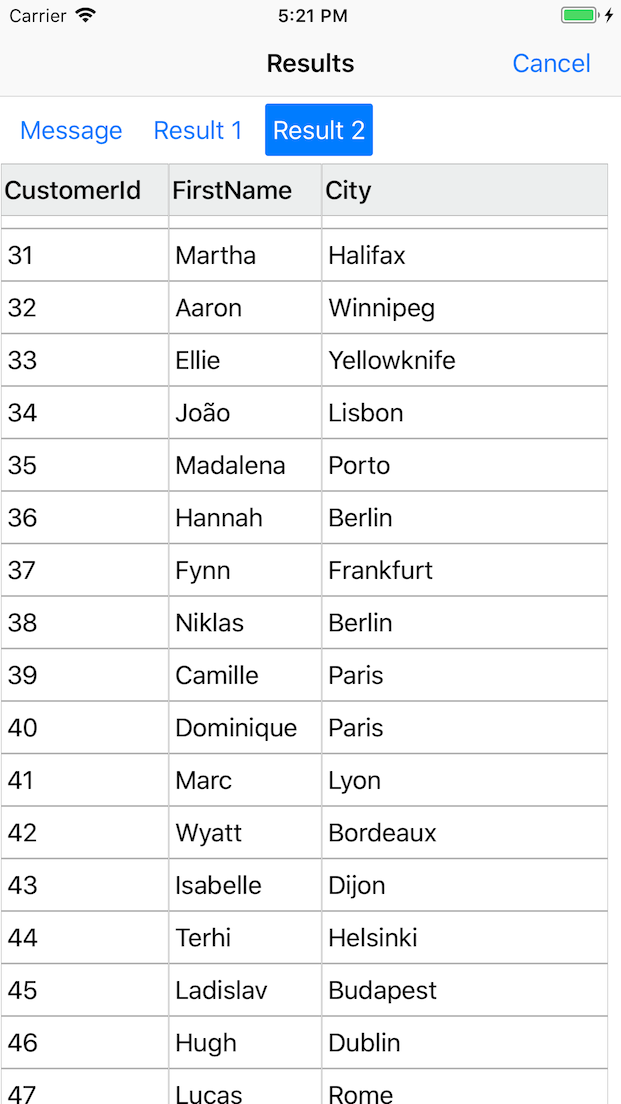 Carrier 5:21 PM
Results Cancel
Message Result 1 Result 2
CustomerId FirstName City
31 Martha Halifax
32 Aaron Winnipeg
33 Ellie Yellowknife
34 João Lisbon
35 Madalena Porto
36 Hannah Berlin
37 Fynn Frankfurt
38 Niklas Berlin
39 Camille Paris
40 Dominique Paris
41 Marc Lyon
42 Wyatt Bordeaux
43 Isabelle Dijon
44 Terhi Helsinki
45 Ladislav Budapest
46 Hugh Dublin
47 Lucas Rome